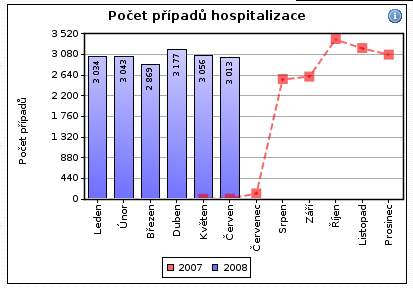 Počet případů hospitalizace
i
Počet případů
3 520
3 080
2 640
2 200
1 760
1 320
880
440
0
3 034
3 043
2 869
3 177
3 056
3 013
Leden
Únor
Březen
Duben
Květen
Červen
Červenec
Srpen
Září
Říjen
Listopad
Prosinec
2007
2008